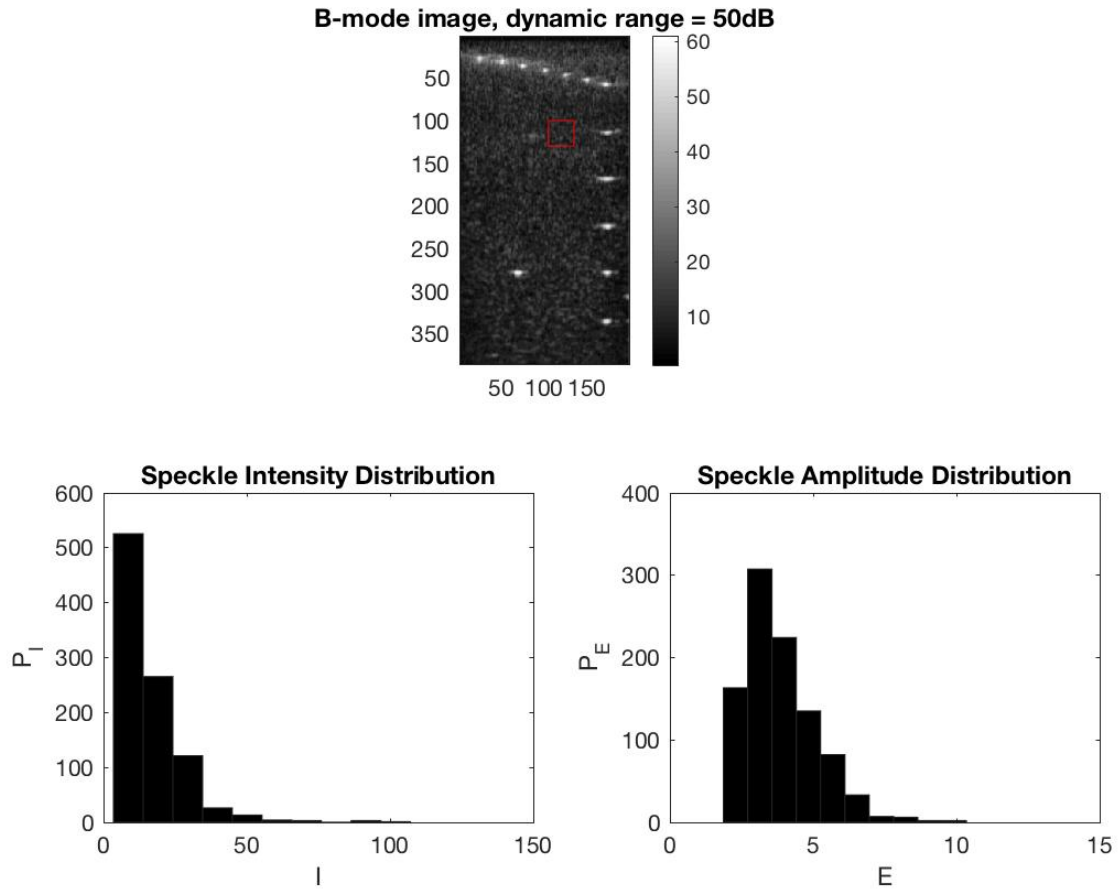 B-mode image, dynamic range = 50dB
50
100
150
200
250
300
350
50 100 150
60
50
40
30
20
10
Speckle Intensity Distribution
600
500
400
300
200
100
0
P_I
0 50 100 150
I
Speckle Amplitude Distribution
400
300
200
100
0
P_E
0 5 10 15
E